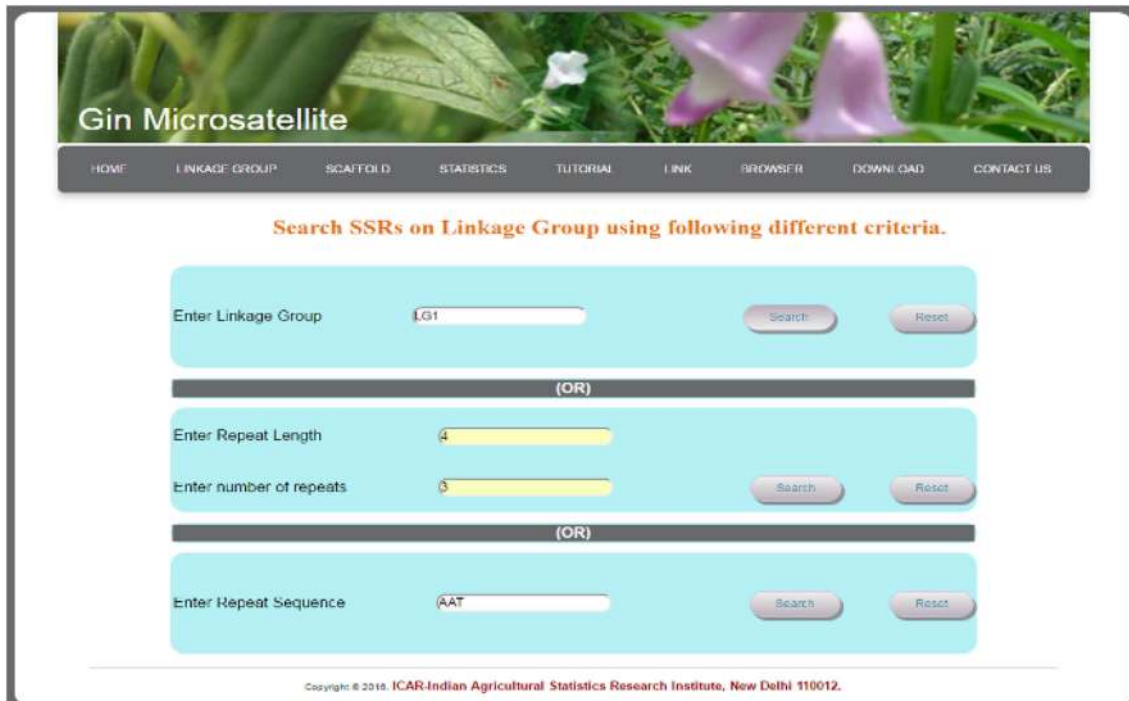 Gin Microsatellite
HOME LINKAGE GROUP SCAFFOLD STATISTICS TUTORIAL LINK BROWSER DOWNLOAD CONTACT US
Search SSRs on Linkage Group using following different criteria.
Enter Linkage Group LG1 Search Reset
(OR)
Enter Repeat Length 4
Enter number of repeats 3 Search Reset
(OR)
Enter Repeat Sequence AAT Search Reset
Copyright © 2016. ICAR-Indian Agricultural Statistics Research Institute, New Delhi 110012.